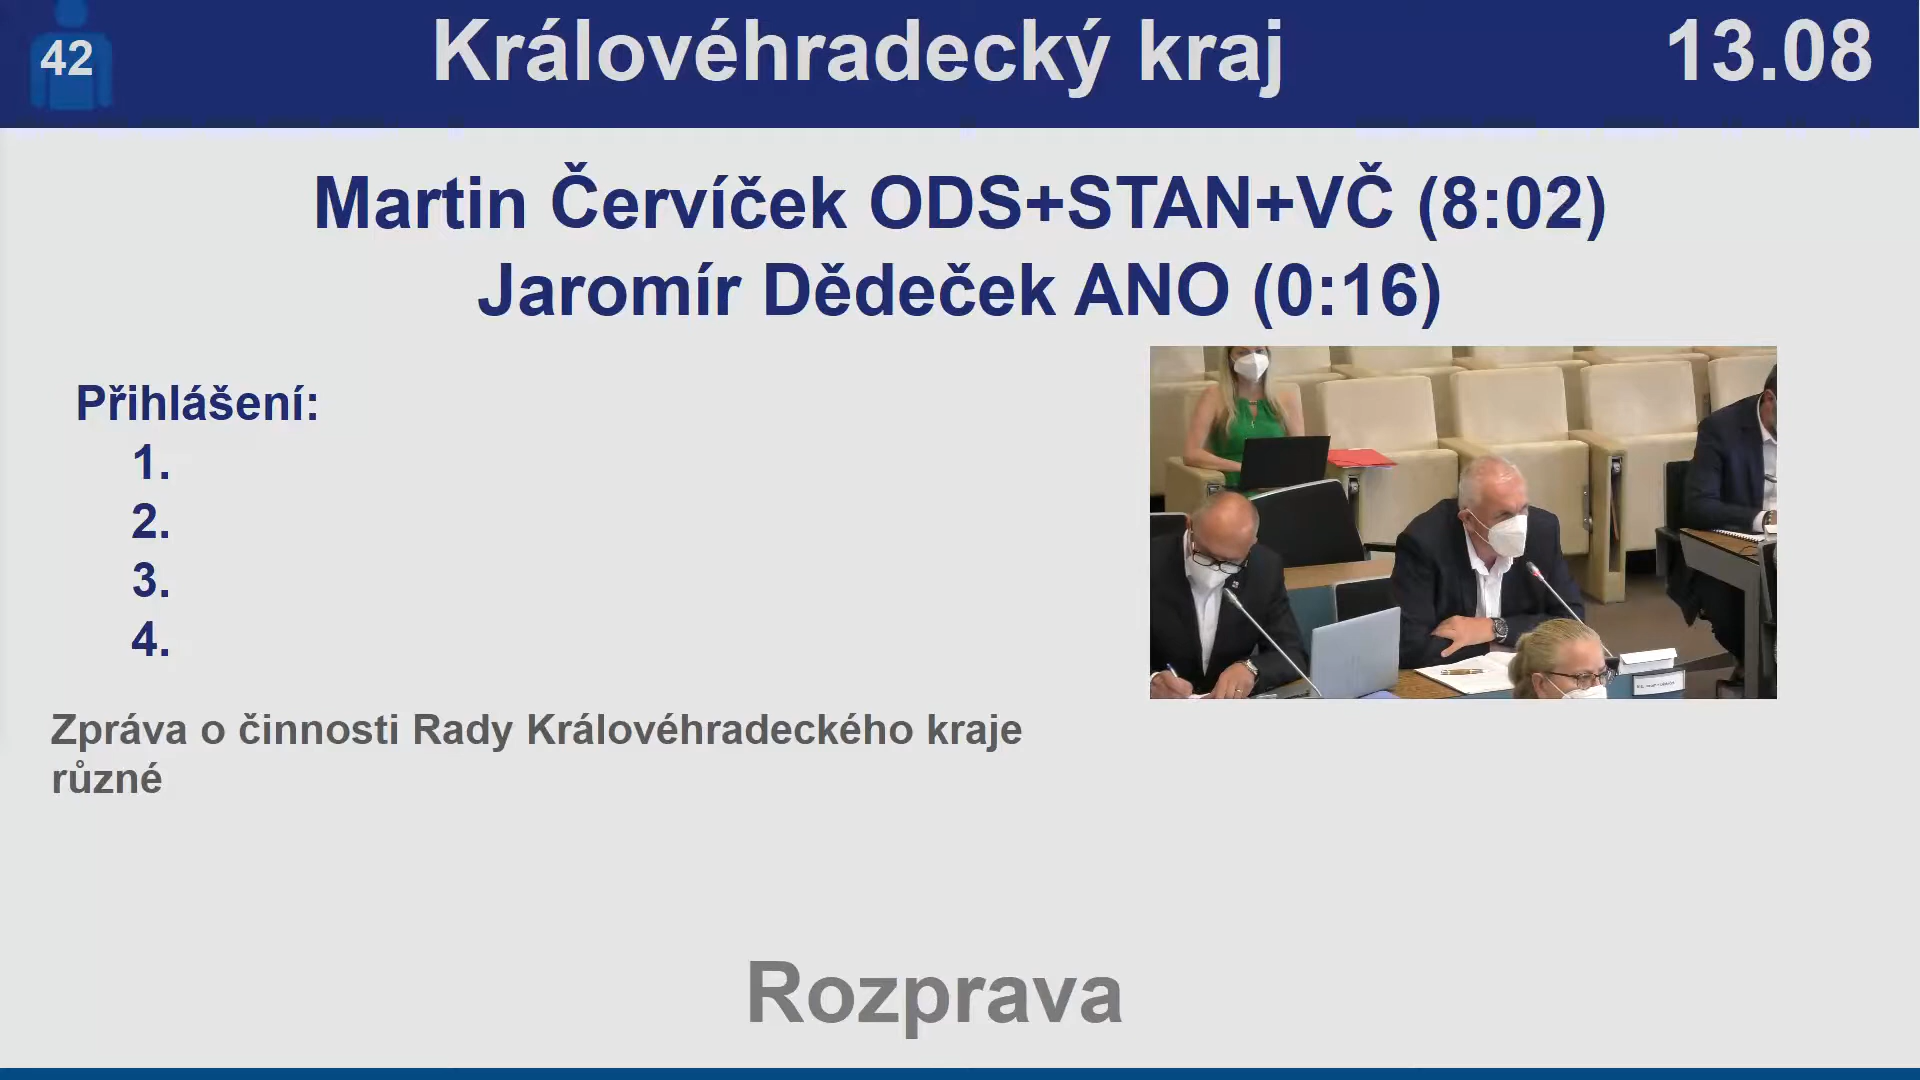 42
Královéhradecký kraj
13.08
Martin Červíček ODS+STAN+VČ (8:02)
Jaromír Dědeček ANO (0:16)
Přihlášení:
1.
2.
3.
4.
Zpráva o činnosti Rady Královéhradeckého kraje
různé
Rozprava